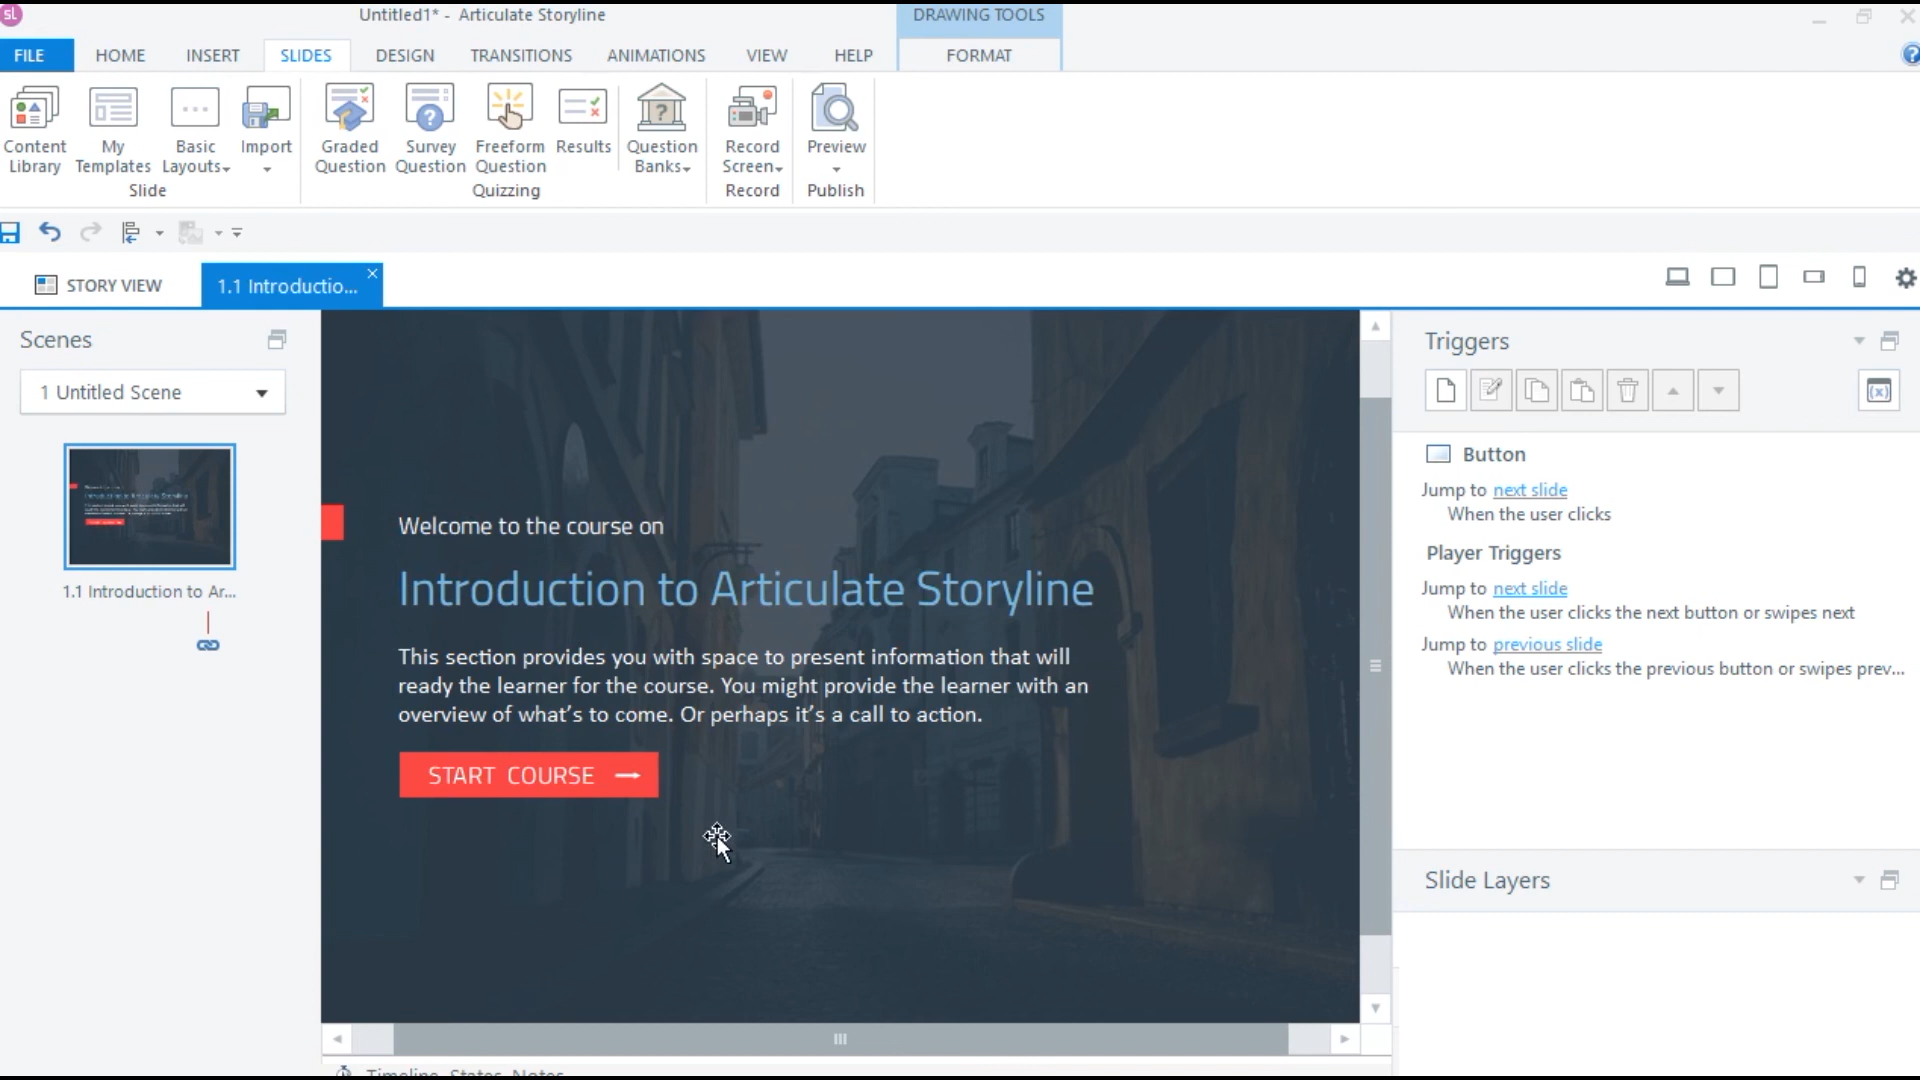 sL
Untitled1* - Articulate Storyline
DRAWING TOOLS
FILE HOME INSERT SLIDES DESIGN TRANSITIONS ANIMATIONS VIEW HELP FORMAT
Content Library
My Templates
Basic Layouts
Import
Slide
Graded Question
Survey Question
Freeform Question
Results
Question Banks
Quizzing
Record Screen
Record
Preview
Publish
STORY VIEW
1.1 Introductio...
Scenes
1 Untitled Scene
1.1 Introduction to Ar...
Welcome to the course on
Introduction to Articulate Storyline
This section provides you with space to present information that will
ready the learner for the course. You might provide the learner with an
overview of what’s to come. Or perhaps it’s a call to action.
START COURSE
Triggers
(x)
Button
Jump to next slide
When the user clicks
Player Triggers
Jump to next slide
When the user clicks the next button or swipes next
Jump to previous slide
When the user clicks the previous button or swipes prev...
Slide Layers
Timeline States Notes